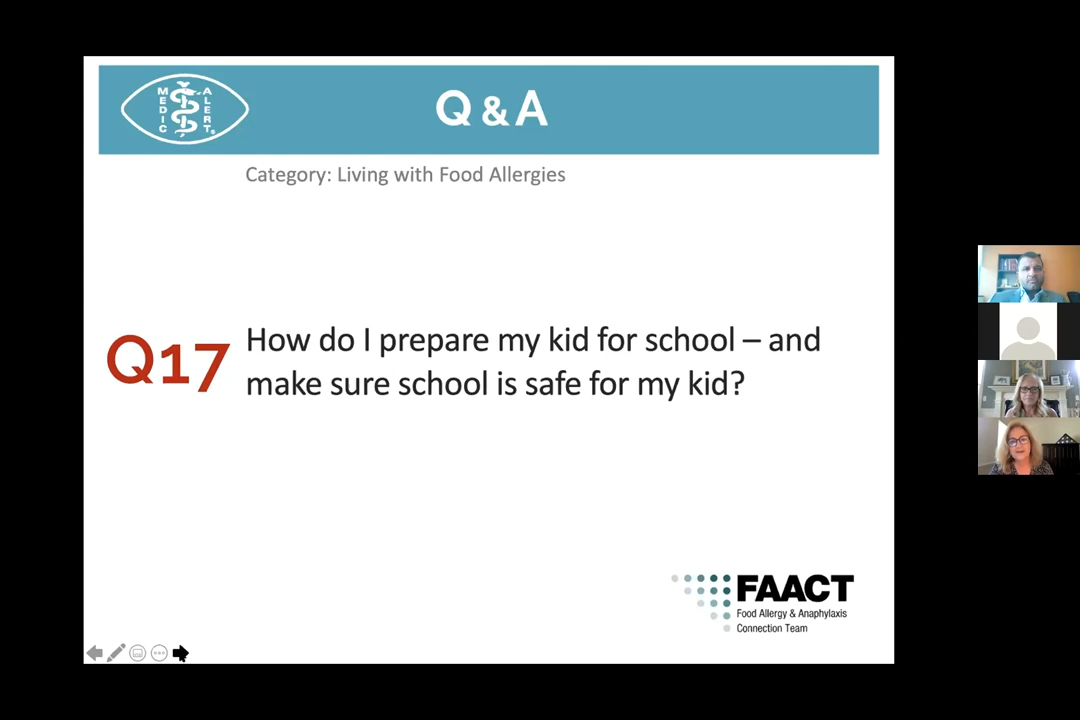 MEDIC ALERT®
Q & A
Category: Living with Food Allergies
Q17
How do I prepare my kid for school – and
make sure school is safe for my kid?
FAACT
Food Allergy & Anaphylaxis
Connection Team